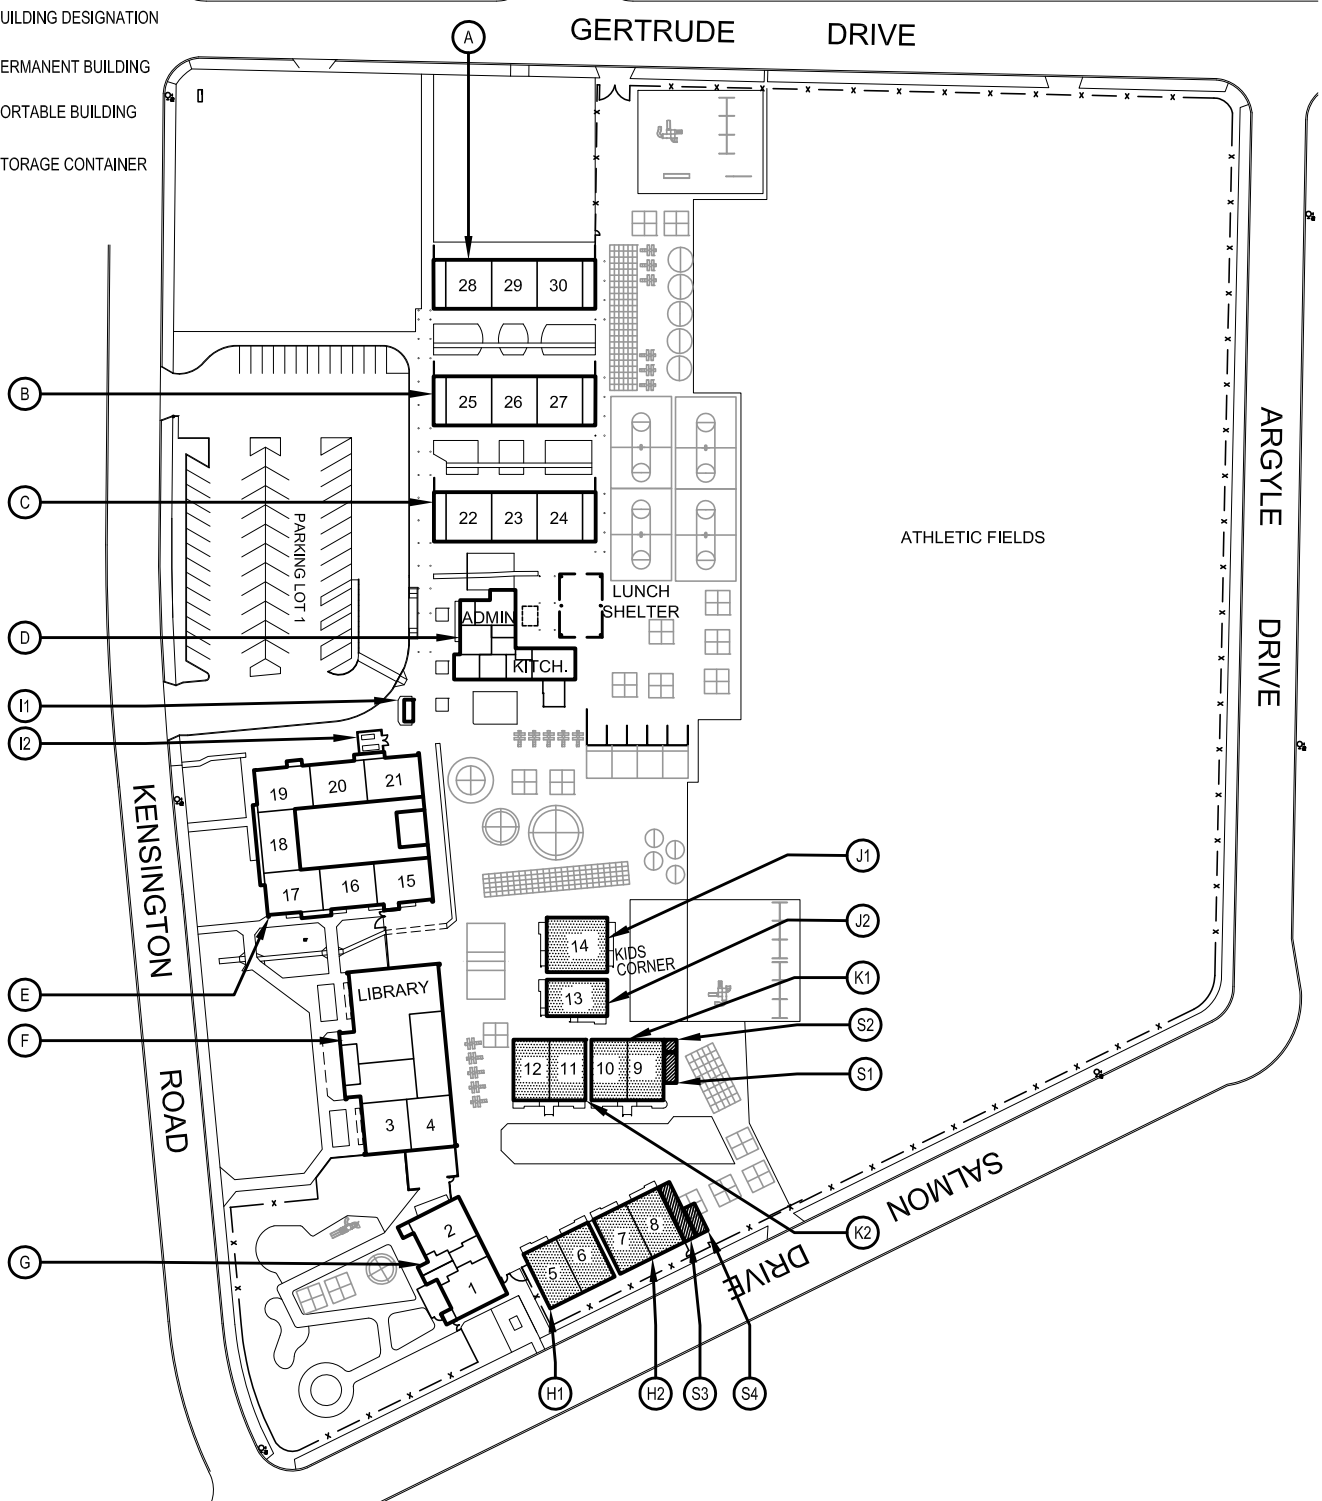 UILDING DESIGNATION
ERMANENT BUILDING
ORTABLE BUILDING
TORAGE CONTAINER
GERTRUDE DRIVE
A
28 29 30
B
25 26 27
C
22 23 24
PARKING LOT 1
ATHLETIC FIELDS
ARGYLE DRIVE
LUNCH
SHELTER
ADMIN
D
KITCH.
I1
I2
19 20 21
18
17 16 15
KENSINGTON ROAD
J1
J2
14
KIDS
CORNER
13
K1
E
LIBRARY
F
S2
12 11 10 9
S1
3 4
SALMON DRIVE
K2
G
2
1
5 6 7 8
H1
H2
S3
S4